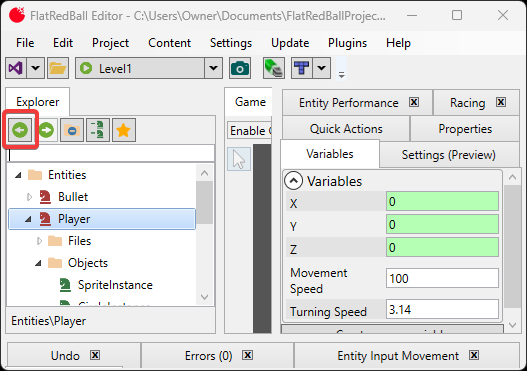 FlatRedBall Editor - C:\Users\Owner\Documents\FlatRedBallProjec...
File Edit Project Content Settings Update Plugins Help
Level1
Explorer
Game
Entity Performance
Racing
Quick Actions
Properties
Enable
Variables
Settings (Preview)
Entities
Variables
Bullet
X 0
Player
Y 0
Files
Z 0
Objects
Movement Speed 100
SpriteInstance
Turning Speed 3.14
Entities\Player
Undo
Errors (0)
Entity Input Movement